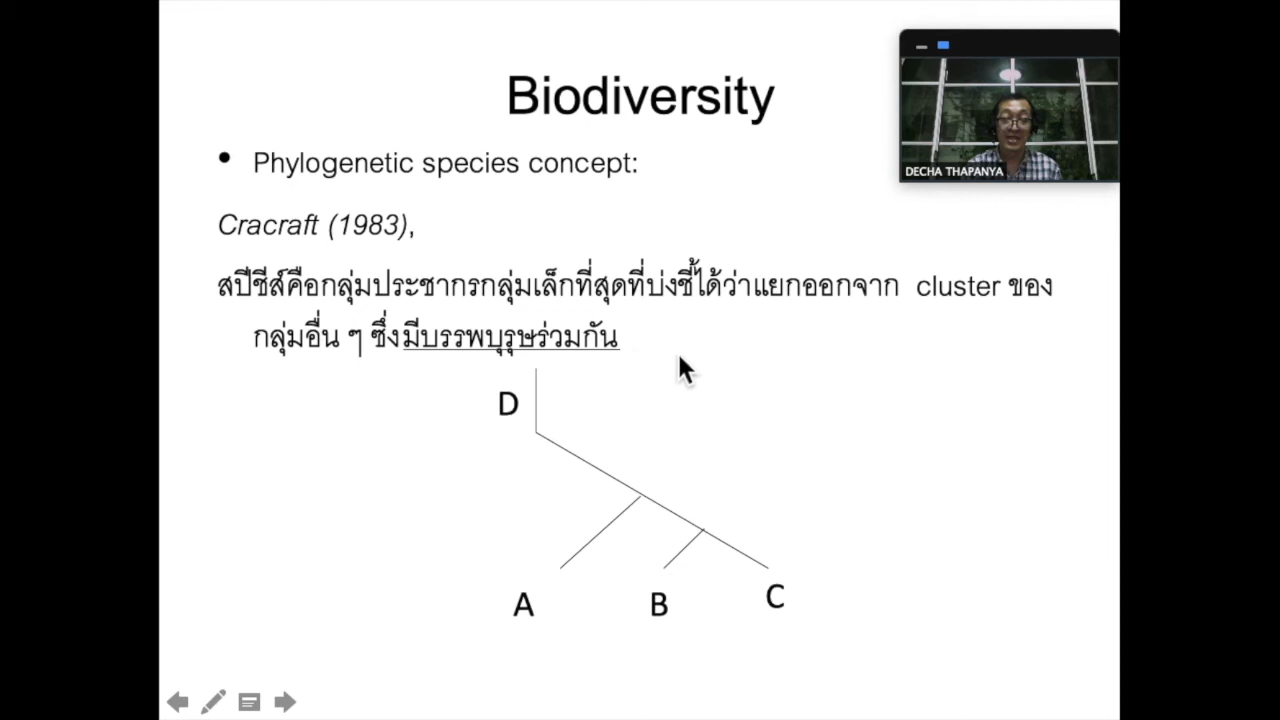 Biodiversity
DECHA THAPANYA
• Phylogenetic species concept:
Cracraft (1983),
สปีชีส์คือกลุ่มประชากรกลุ่มเล็กที่สุดที่บ่งชี้ได้ว่าแยกออกจาก cluster ของ
กลุ่มอื่น ๆ ซึ่งมีบรรพบุรุษร่วมกัน
D
A
B
C